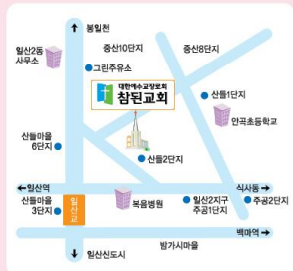 봉일천
일산2동
사무소
중산10단지
중산8단지
그린주유소
대한예수교장로회
참된교회
산들1단지
안곡초등학교
산들마을
6단지
산들2단지
←일산역
식사동→
산들마을
3단지
일산교
복음병원
일산2지구
주공1단지
주공2단지
백마역→
밤가시마을
일산신도시